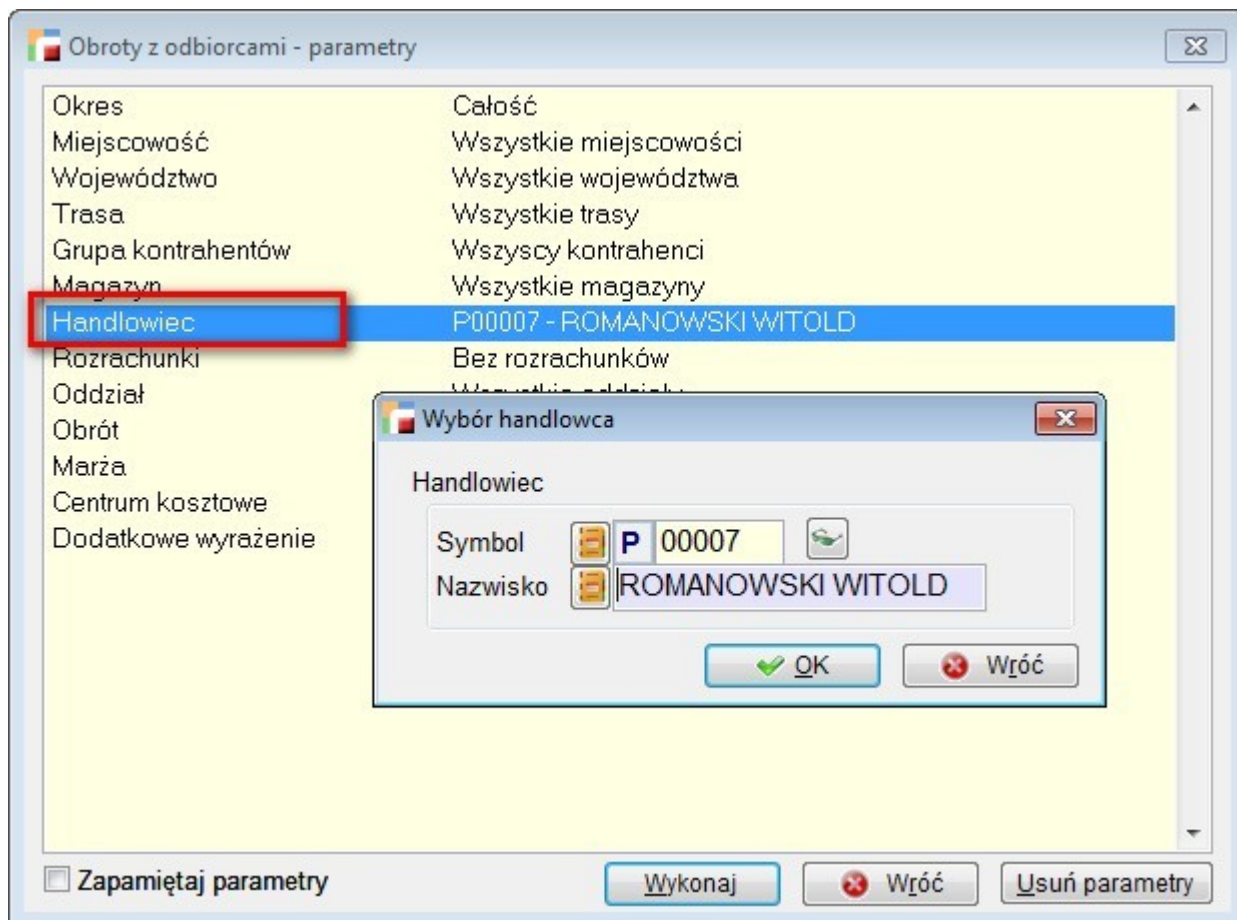 Obroty z odbiorcami - parametry
Okres Całość
Miejscowość Wszystkie miejscowości
Województwo Wszystkie województwa
Trasa Wszystkie trasy
Grupa kontrahentów Wszyscy kontrahenci
Magazyn Wszystkie magazyny
Handlowiec P00007 - ROMANOWSKI WITOLD
Rozrachunki Bez rozrachunków
Oddział Wszystkie oddziały
Obrót
Marża
Centrum kosztowe
Dodatkowe wyrażenie
Wybór handlowca
Handlowiec
Symbol P 00007
Nazwisko ROMANOWSKI WITOLD
OK Wróć
Zapamiętaj parametry Wykonaj Wróć Usuń parametry